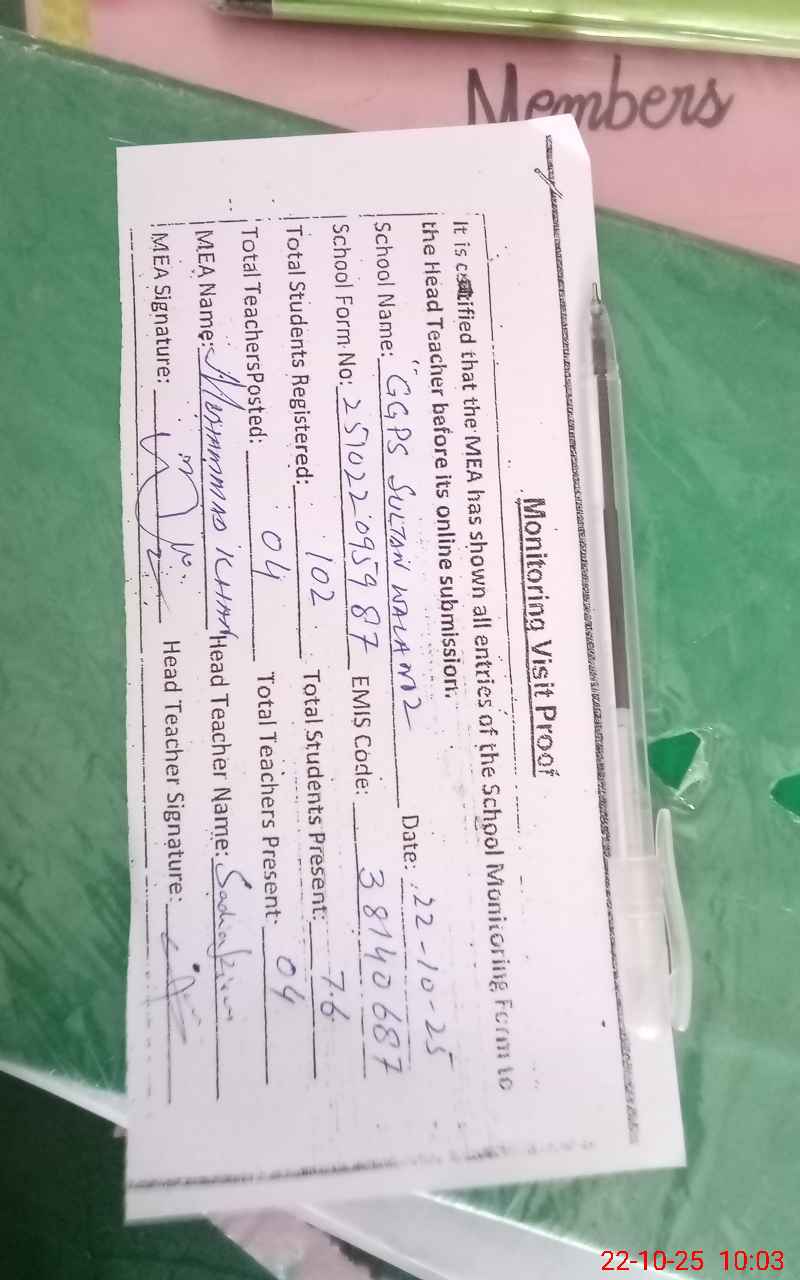 Members
Monitoring Visit Proof
It is certified that the MEA has shown all entries of the School Monitoring Form to
the Head Teacher before its online submission.
School Name: GGPS SULTAN WALA NO2 Date: 22-10-25
School Form No: 2510220959 87 EMIS Code: 38140687
Total Students Registered: 102 Total Students Present: 76
Total TeachersPosted: 04 Total Teachers Present: 04
MEA Name: MUHAMMAD KHAN Head Teacher Name: Sadia
MEA Signature: Head Teacher Signature:
22-10-25 10:03